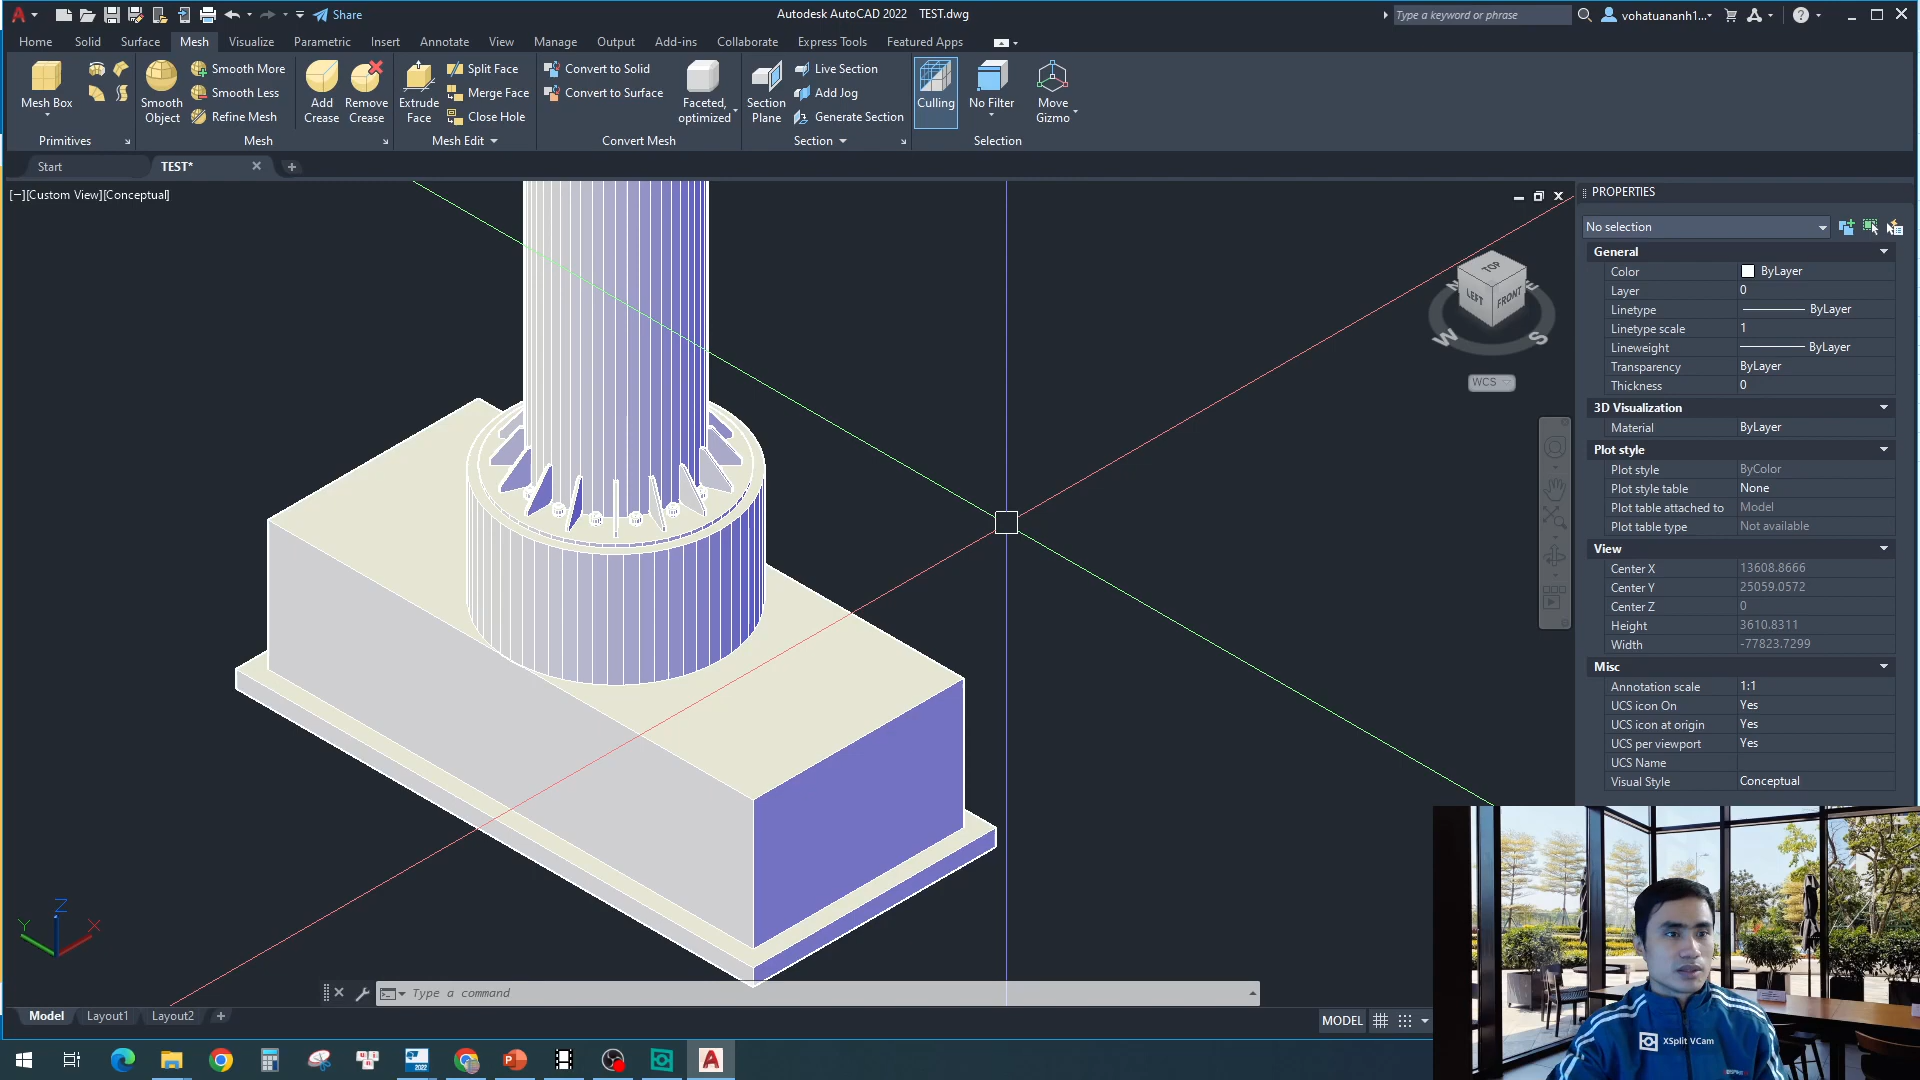 Share
Autodesk AutoCAD 2022 TEST.dwg
Type a keyword or phrase
vohatuananh1...
Home Solid Surface Mesh Visualize Parametric Insert Annotate View Manage Output Add-ins Collaborate Express Tools Featured Apps
Mesh Box
Primitives
Smooth Object
Smooth More
Smooth Less
Refine Mesh
Add Crease
Remove Crease
Mesh
Extrude Face
Split Face
Merge Face
Close Hole
Mesh Edit
Convert to Solid
Convert to Surface
Faceted, optimized
Convert Mesh
Section Plane
Live Section
Add Jog
Generate Section
Section
Culling
No Filter
Move Gizmo
Selection
Start
TEST*
[−][Custom View][Conceptual]
TOP
LEFT
FRONT
N
E
W
S
WCS
PROPERTIES
No selection
General
Color ByLayer
Layer 0
Linetype ByLayer
Linetype scale 1
Lineweight ByLayer
Transparency ByLayer
Thickness 0
3D Visualization
Material ByLayer
Plot style
Plot style ByColor
Plot style table None
Plot table attached to Model
Plot table type Not available
View
Center X 13608.8666
Center Y 25059.0572
Center Z 0
Height 3610.8311
Width -77823.7299
Misc
Annotation scale 1:1
UCS icon On Yes
UCS icon at origin Yes
UCS per viewport Yes
UCS Name
Visual Style Conceptual
Z
Y
X
Type a command
Model Layout1 Layout2
MODEL
XSplit VCam